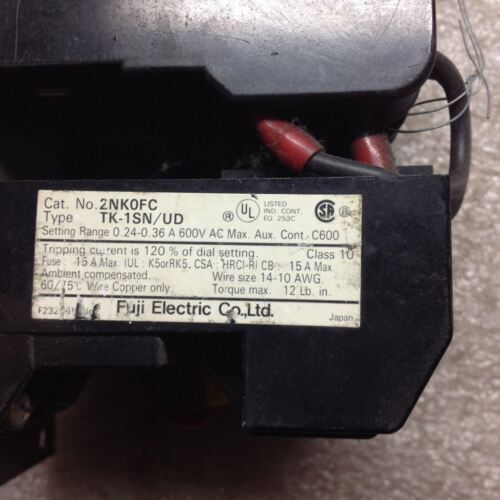 Cat. No. 2NK0FC
Type TK-1SN/UD
® UL LISTED IND. CONT. EQ. 253C SA ®
Setting Range 0.24-0.36 A 600V AC Max. Aux. Cont. C600
Tripping current is 120 % of dial setting. Class 10
Fuse : 15 A Max. UL : K5orRK5. CSA : HRCI-R) CB : 15 A Max.
Ambient compensated. Wire size 14-10 AWG.
60/75°C Wire Copper only. Torque max. 12 Lb. in.
Fuji Electric Co., Ltd.
Japan